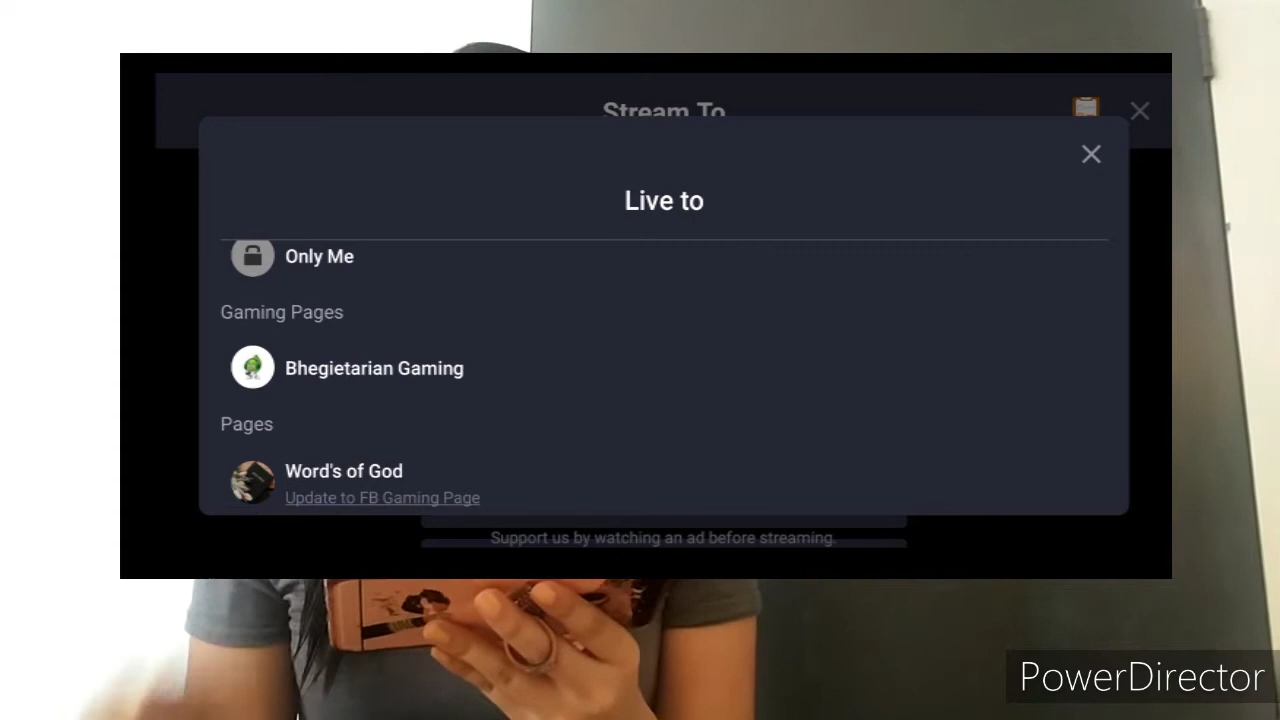 Stream To
Live to
Only Me
Gaming Pages
Bhegietarian Gaming
Pages
Word's of God
Update to FB Gaming Page
Support us by watching an ad before streaming.
PowerDirector